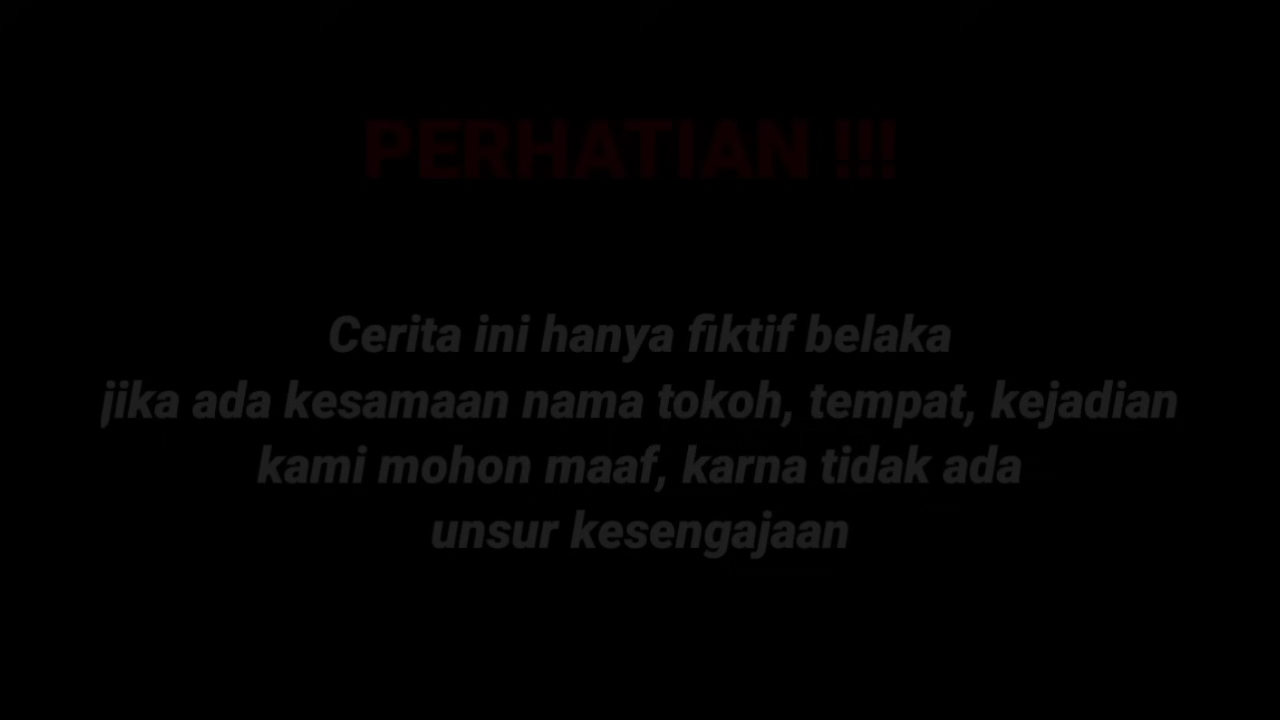 PERHATIAN !!!
Cerita ini hanya fiktif belaka
jika ada kesamaan nama tokoh, tempat, kejadian
kami mohon maaf, karna tidak ada
unsur kesengajaan